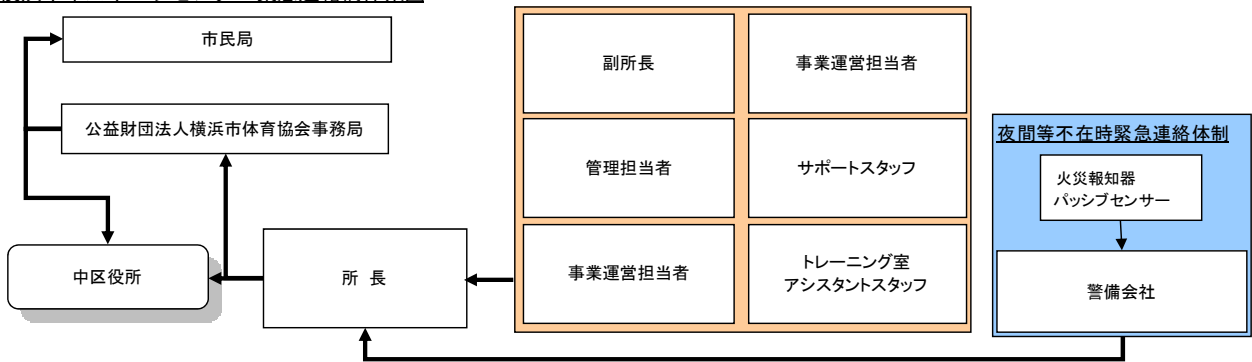 市民局
公益財団法人横浜市体育協会事務局
中区役所
所 長
副所長
事業運営担当者
管理担当者
サポートスタッフ
事業運営担当者
トレーニング室
アシスタントスタッフ
夜間等不在時緊急連絡体制
火災報知器
パッシブセンサー
警備会社